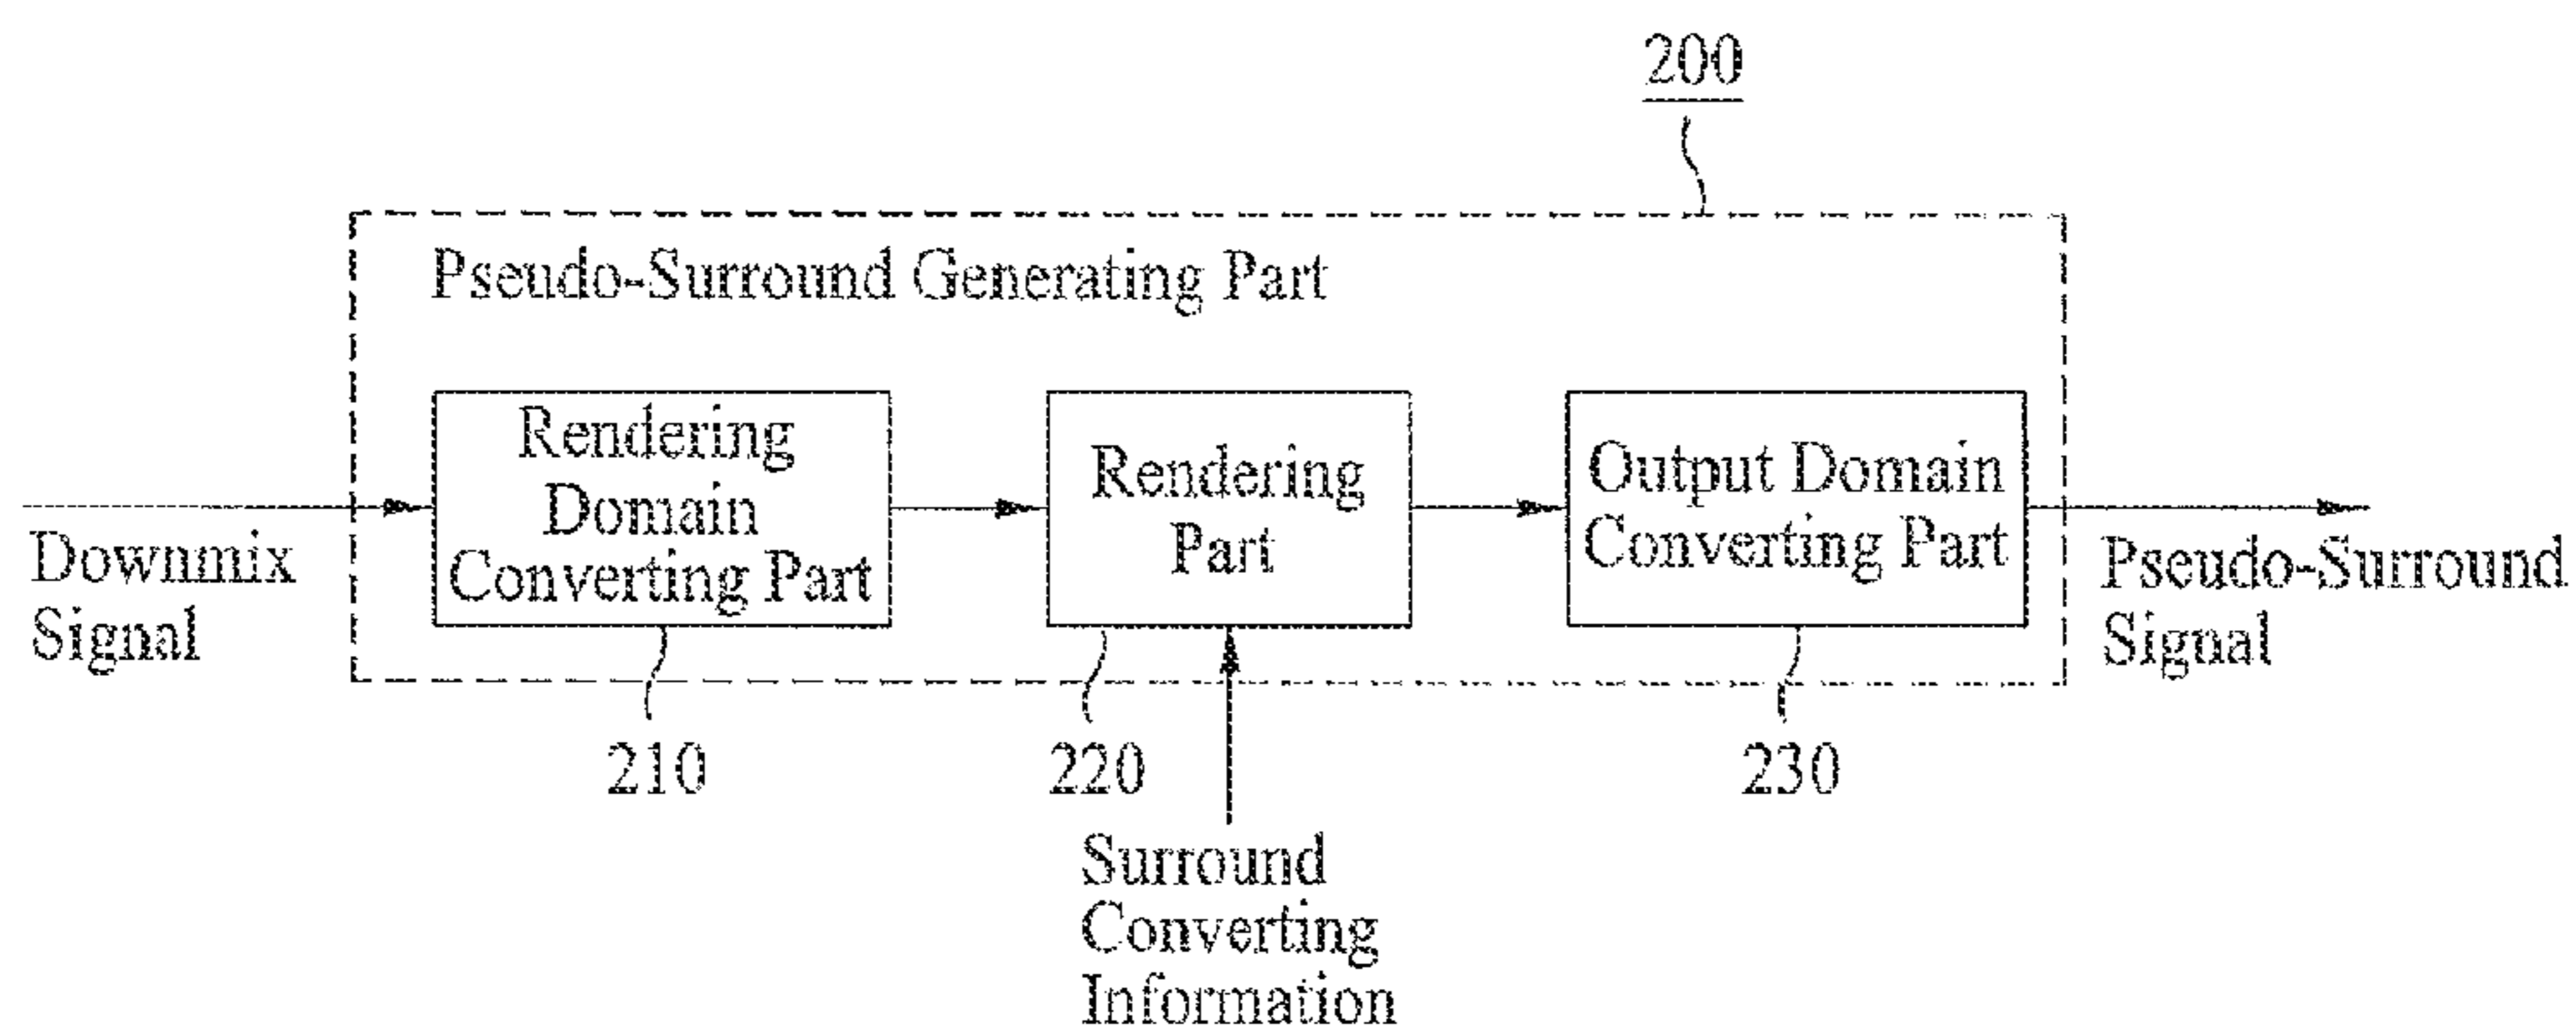 200
Pseudo-Surround Generating Part
Rendering
Domain
Converting Part
Rendering
Part
Output Domain
Converting Part
Downmix
Signal
Pseudo-Surround
Signal
210
220
230
Surround
Converting
Information